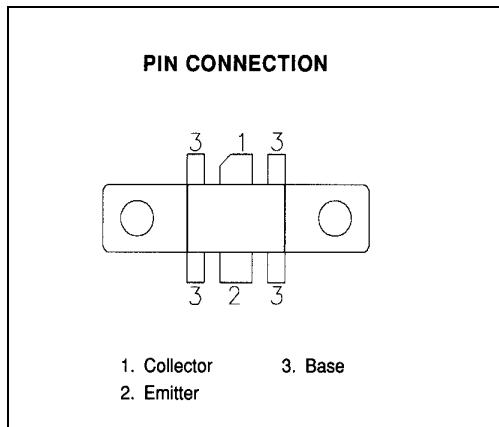 PIN CONNECTION
3 1 3
3 2 3
1. Collector 3. Base
2. Emitter